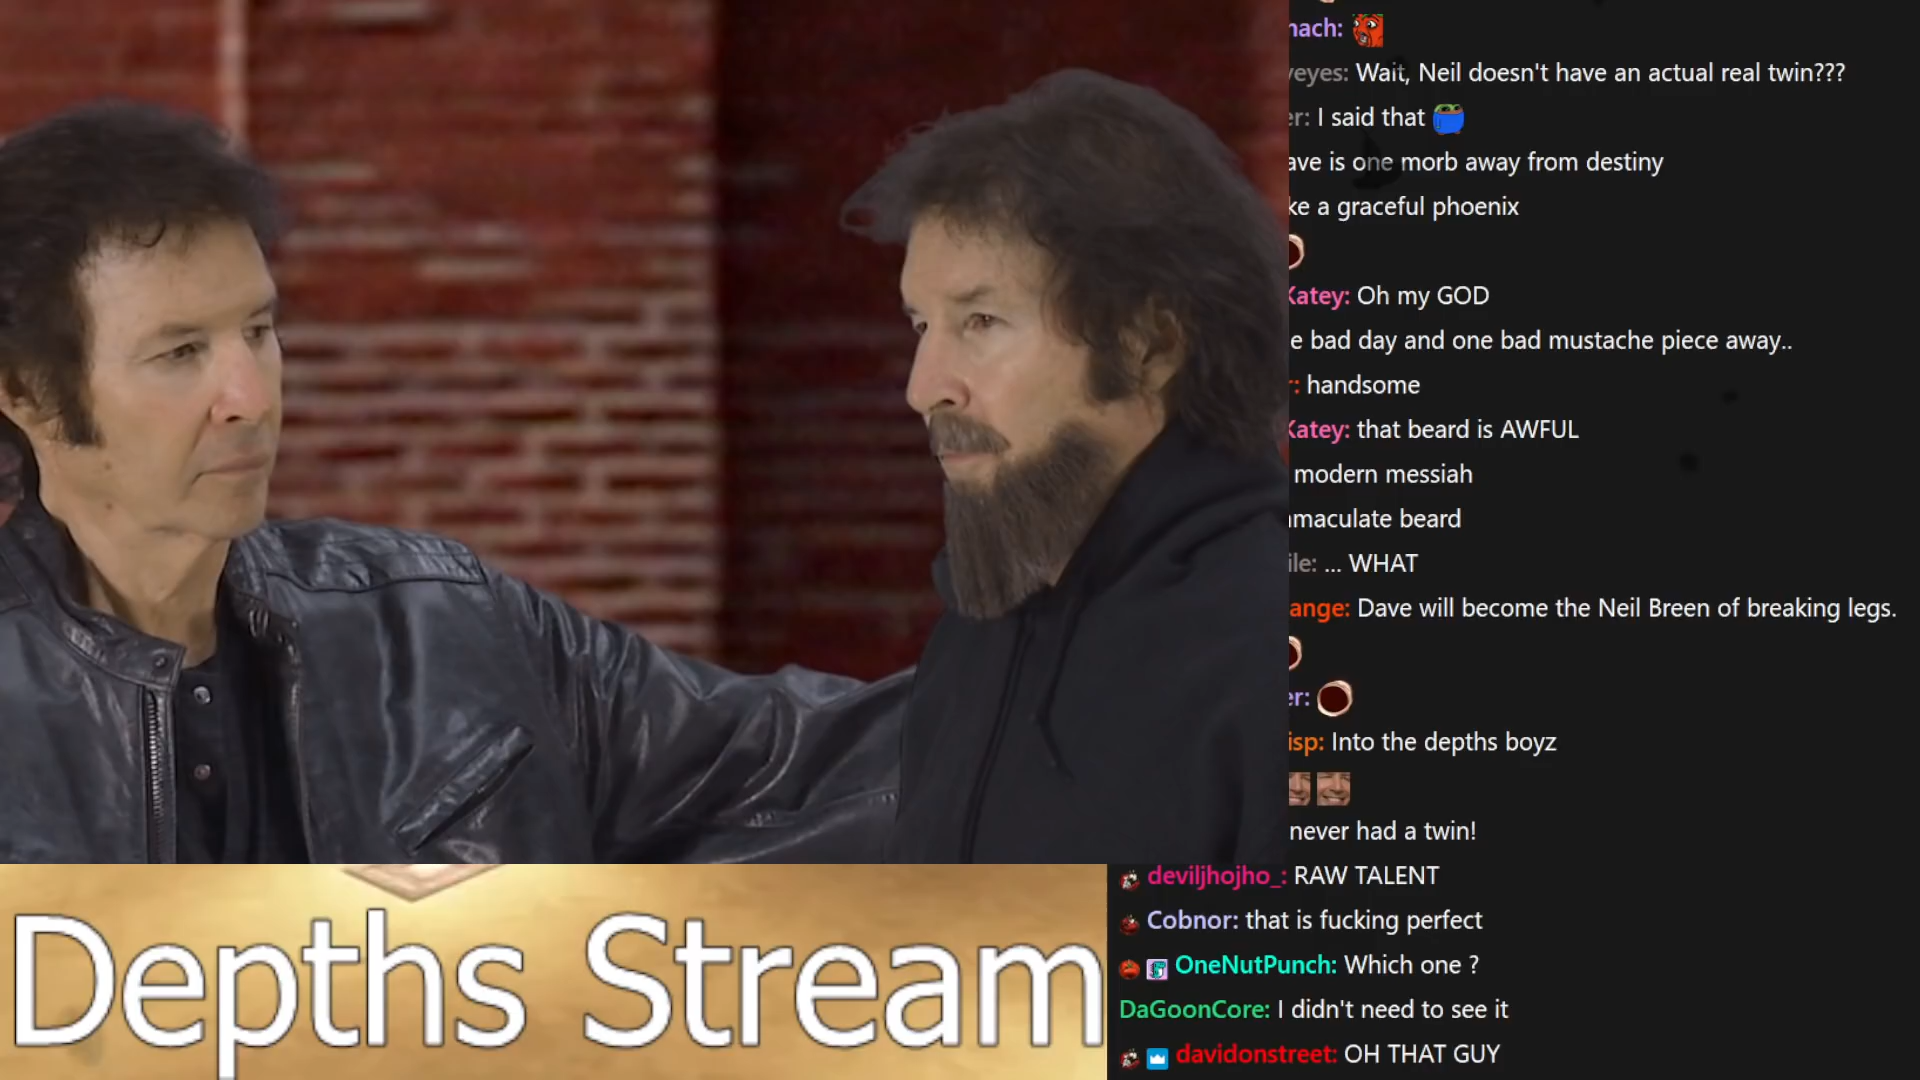 nach:
yeyes: Wait, Neil doesn't have an actual real twin???
er: I said that
ave is one morb away from destiny
ke a graceful phoenix
Katey: Oh my GOD
e bad day and one bad mustache piece away..
r: handsome
Katey: that beard is AWFUL
modern messiah
maculate beard
ile: ... WHAT
ange: Dave will become the Neil Breen of breaking legs.
er:
isp: Into the depths boyz
never had a twin!
deviljhojho_: RAW TALENT
Cobnor: that is fucking perfect
OneNutPunch: Which one ?
DaGoonCore: I didn't need to see it
davidonstreet: OH THAT GUY
Depths Stream